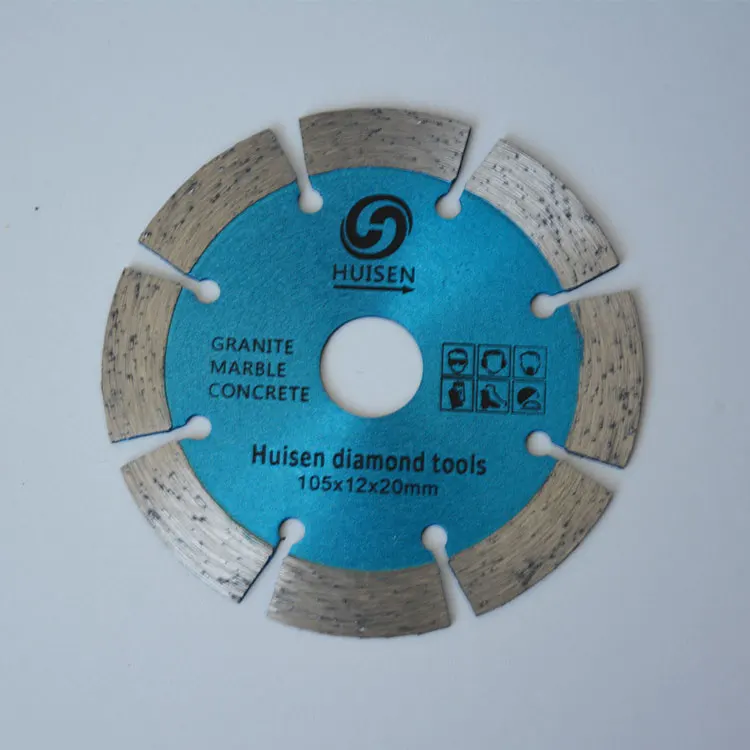 HUISEN
GRANITE
MARBLE
CONCRETE
Huisen diamond tools
105x12x20mm